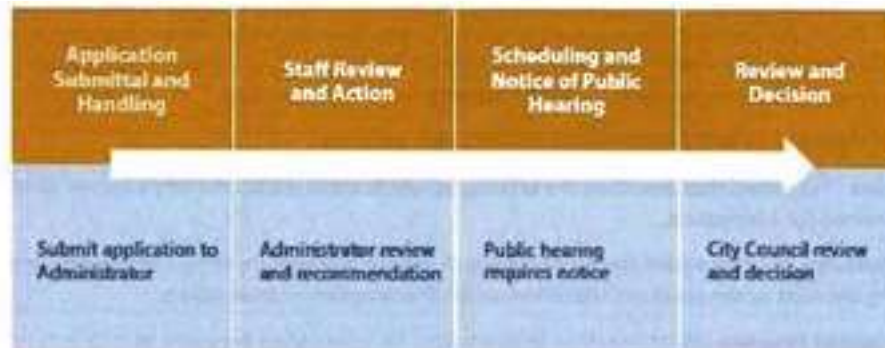 Application
Submittal and
Handling
Staff Review
and Action
Scheduling and
Notice of Public
Hearing
Review and
Decision
Submit application to
Administrator
Administrator review
and recommendation
Public hearing
requires notice
City Council review
and decision